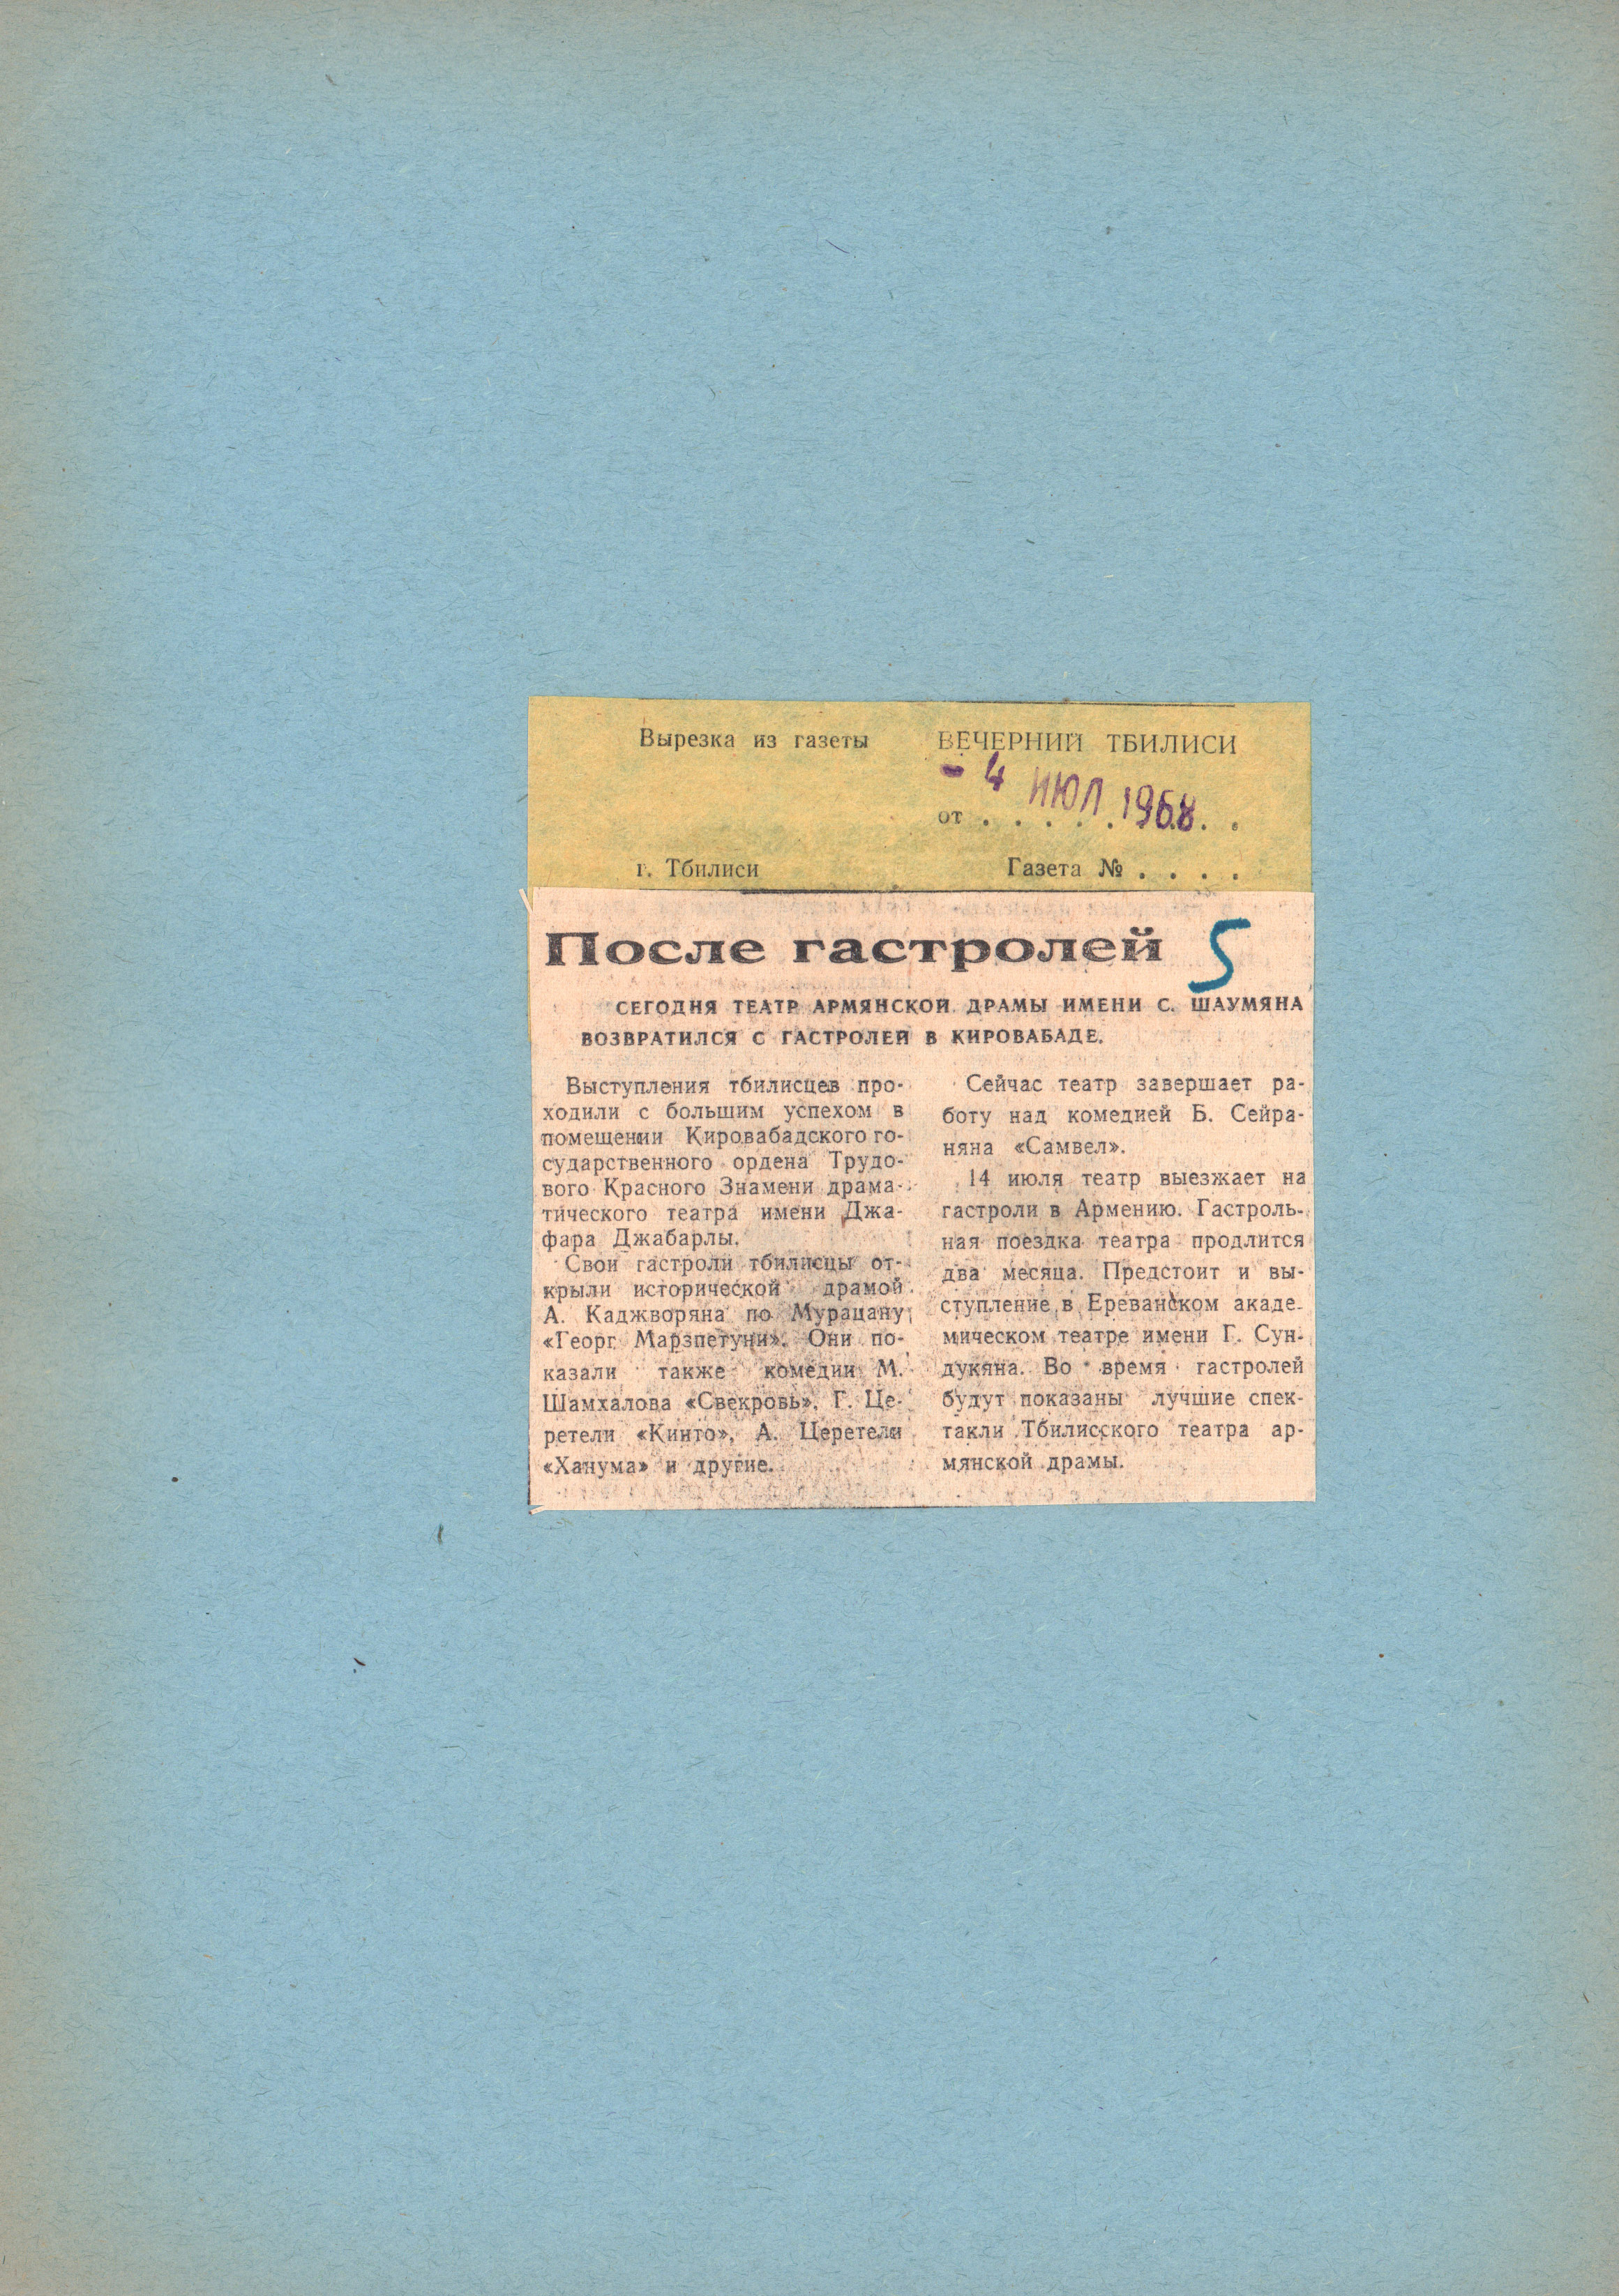 Вырезка из газеты ВЕЧЕРНИЙ ТБИЛИСИ
- 4 ИЮЛ 1968
от . . . . . . . .
г. Тбилиси Газета № . . . .
После гастролей
5
СЕГОДНЯ ТЕАТР АРМЯНСКОЙ ДРАМЫ ИМЕНИ С. ШАУМЯНА
ВОЗВРАТИЛСЯ С ГАСТРОЛЕЙ В КИРОВАБАДЕ.
Выступления тбилисцев про-
ходили с большим успехом в
помещении Кировабадского го-
сударственного ордена Трудо-
вого Красного Знамени драма-
тического театра имени Джа-
фара Джабарлы.
Свои гастроли тбилисцы от-
крыли исторической драмой
А. Каджворяна по Мурацану
«Георг Марзпетуни». Они по-
казали также комедии М.
Шамхалова «Свекровь», Г. Це-
ретели «Кинто», А. Церетели
«Ханума» и другие.
Сейчас театр завершает ра-
боту над комедией Б. Сейра-
няна «Самвел».
14 июля театр выезжает на
гастроли в Армению. Гастроль-
ная поездка театра продлится
два месяца. Предстоит и вы-
ступление в Ереванском акаде-
мическом театре имени Г. Сун-
дукяна. Во время гастролей
будут показаны лучшие спек-
такли Тбилисского театра ар-
мянской драмы.